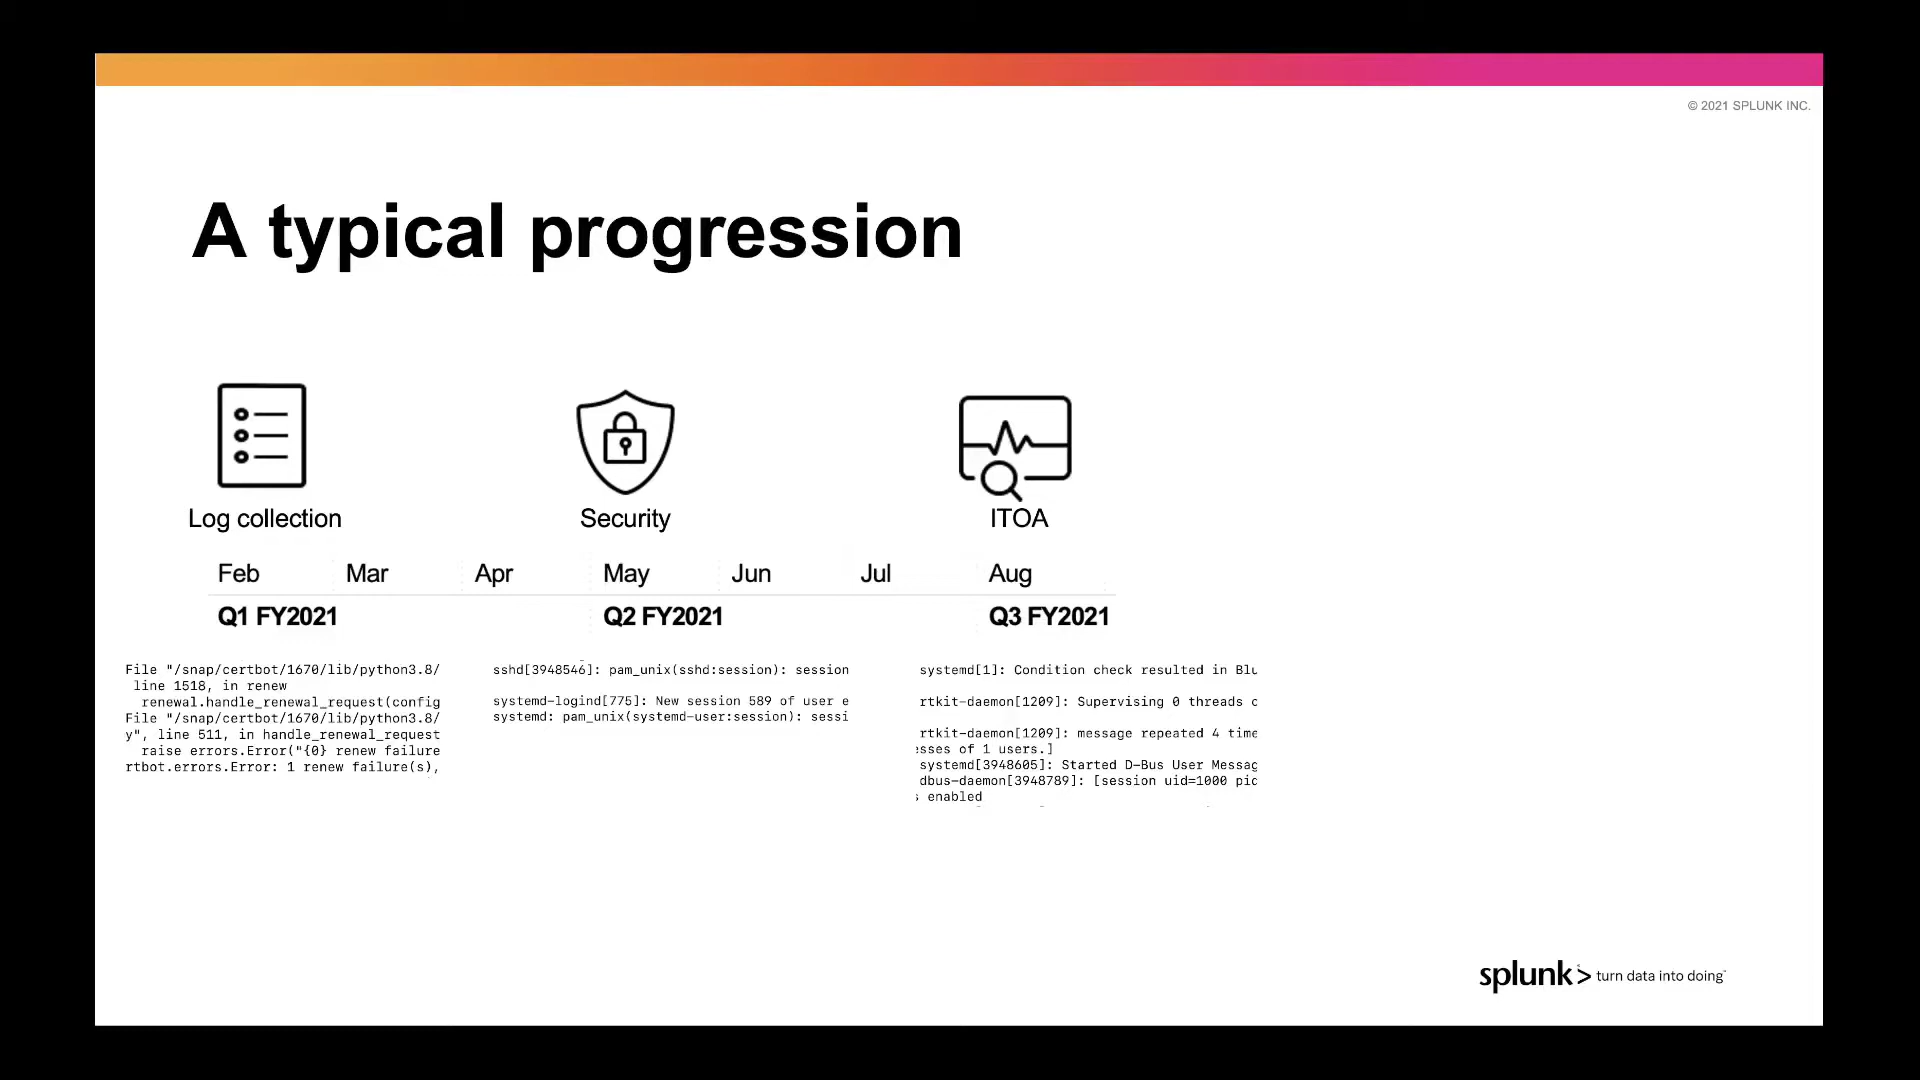 © 2021 SPLUNK INC.
A typical progression
Log collection
Security
ITOA
Feb Mar Apr May Jun Jul Aug
Q1 FY2021 Q2 FY2021 Q3 FY2021
File "/snap/certbot/1670/lib/python3.8/
line 1518, in renew
renewal.handle_renewal_request(config
File "/snap/certbot/1670/lib/python3.8/
y", line 511, in handle_renewal_request
raise errors.Error("{0} renew failure
rtbot.errors.Error: 1 renew failure(s),
sshd[3948546]: pam_unix(sshd:session): session
systemd-logind[775]: New session 589 of user e
systemd: pam_unix(systemd-user:session): sessi
systemd[1]: Condition check resulted in Blu
rtkit-daemon[1209]: Supervising 0 threads o
rtkit-daemon[1209]: message repeated 4 time
esses of 1 users.]
systemd[3948605]: Started D-Bus User Messag
dbus-daemon[3948789]: [session uid=1000 pid
s enabled
splunk> turn data into doing™